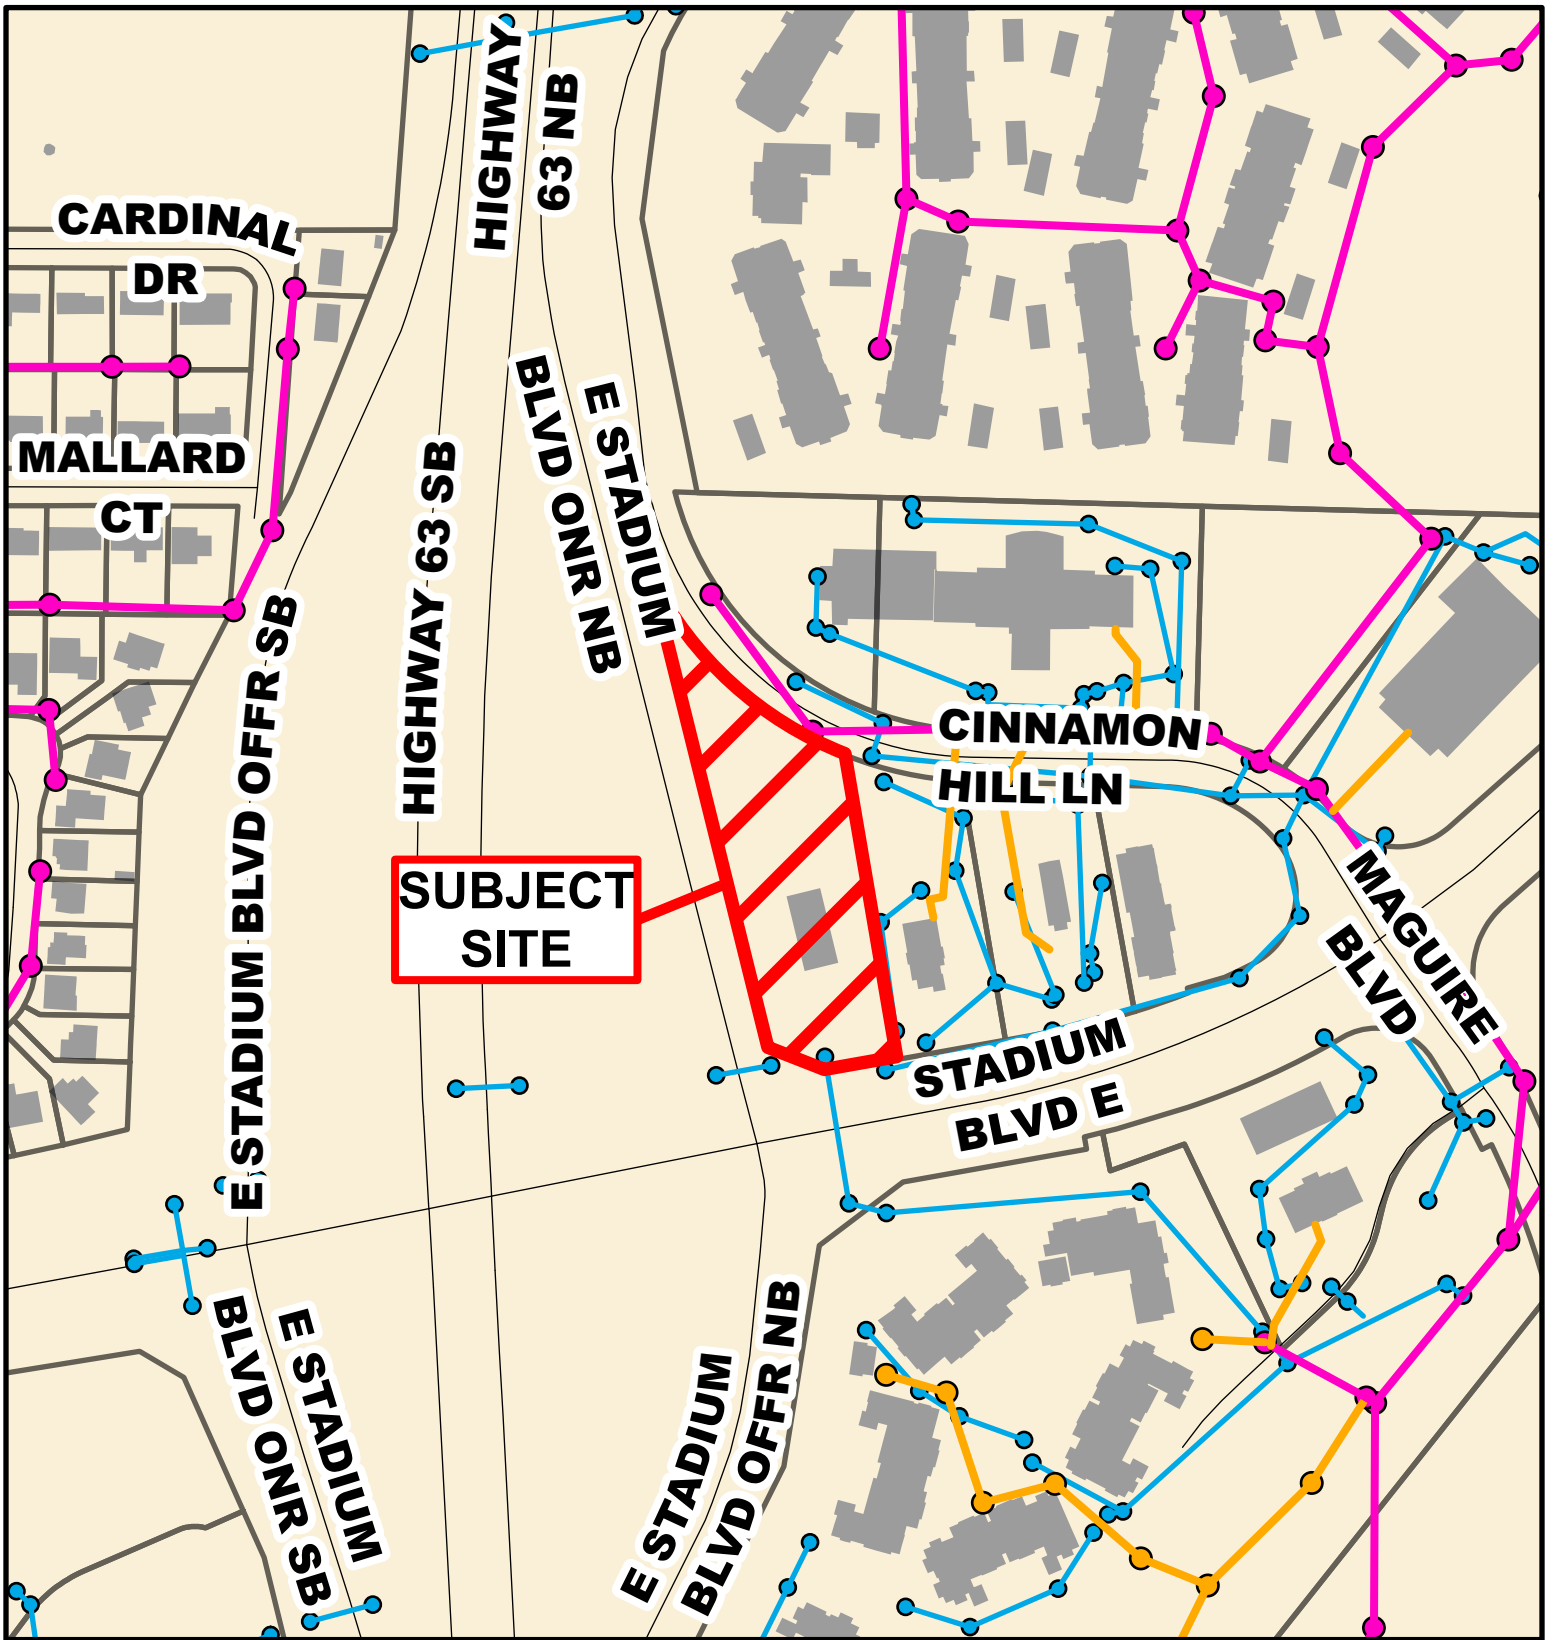 HIGHWAY
63 NB
CARDINAL
DR
MALLARD
CT
E STADIUM
BLVD ONR NB
HIGHWAY 63 SB
E STADIUM BLVD OFFR SB
CINNAMON
HILL LN
SUBJECT
SITE
MAGUIRE
BLVD
STADIUM
BLVD E
E STADIUM
BLVD ONR SB
E STADIUM
BLVD OFFR NB